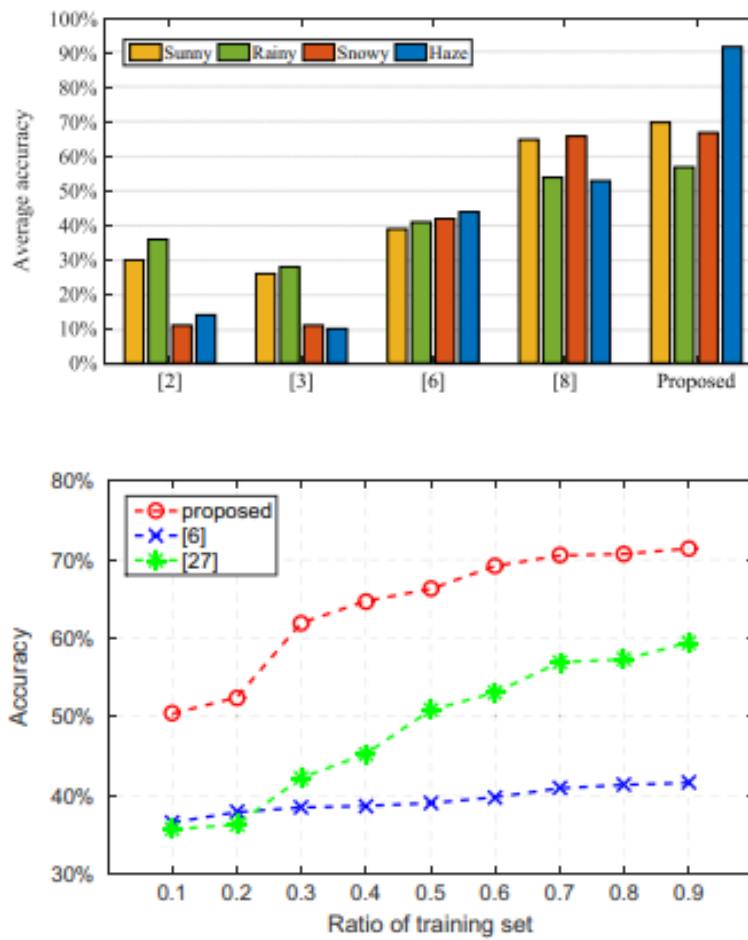 100%
90%
Sunny Rainy Snowy Haze
80%
70%
60%
50%
40%
30%
20%
10%
0%
Average accuracy
[2] [3] [6] [8] Proposed
80%
proposed
[6]
[27]
70%
60%
50%
40%
30%
Accuracy
0.1 0.2 0.3 0.4 0.5 0.6 0.7 0.8 0.9
Ratio of training set